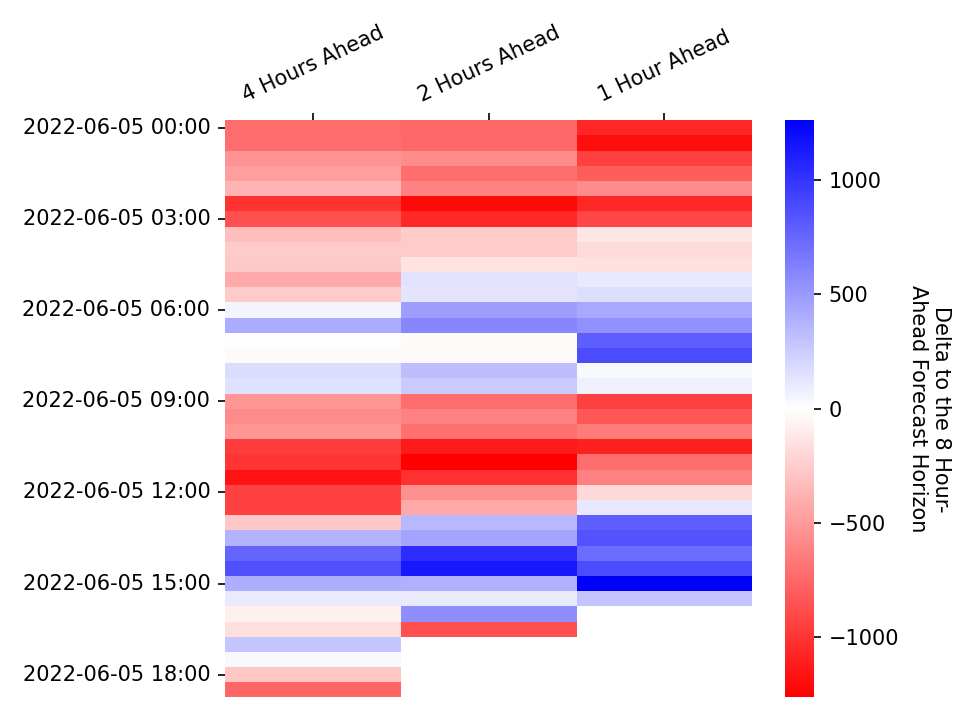 4 Hours Ahead
2 Hours Ahead
1 Hour Ahead
2022-06-05 00:00
2022-06-05 03:00
2022-06-05 06:00
2022-06-05 09:00
2022-06-05 12:00
2022-06-05 15:00
2022-06-05 18:00
1000
500
0
−500
−1000
Delta to the 8 Hour-
Ahead Forecast Horizon